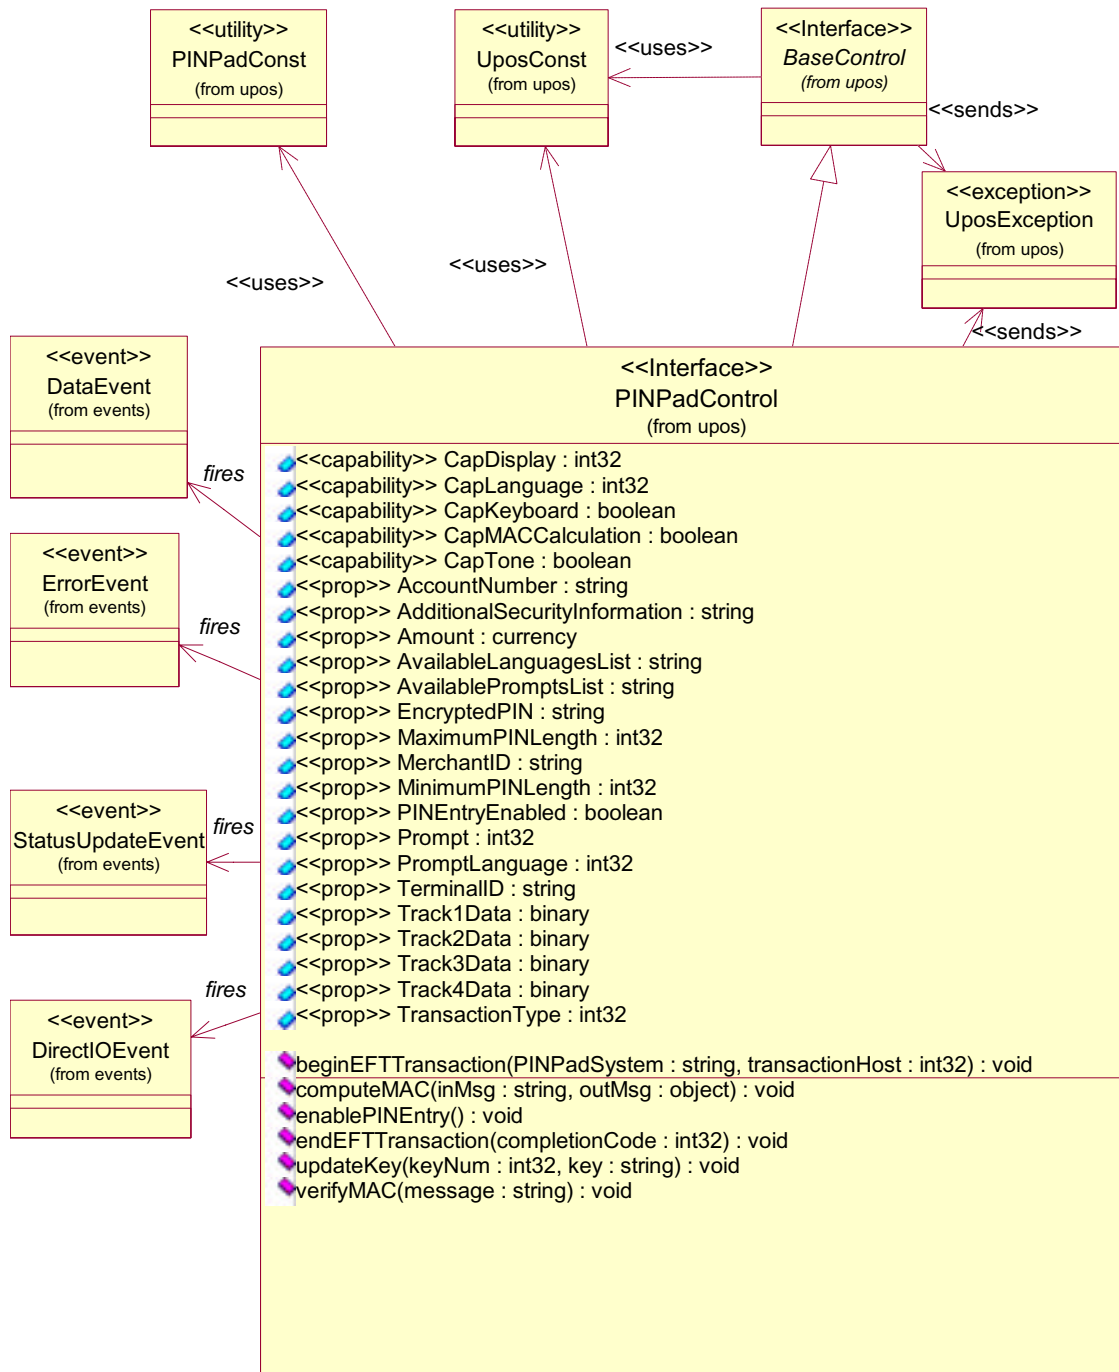 <<utility>>
PINPadConst
(from upos)
<<utility>>
UposConst
(from upos)
<<uses>>
<<Interface>>
BaseControl
(from upos)
<<sends>>
<<exception>>
UposException
(from upos)
<<uses>>
<<uses>>
<<sends>>
<<event>>
DataEvent
(from events)
fires
<<event>>
ErrorEvent
(from events)
fires
<<event>>
StatusUpdateEvent
(from events)
fires
<<event>>
DirectIOEvent
(from events)
fires
<<Interface>>
PINPadControl
(from upos)
<<capability>> CapDisplay : int32
<<capability>> CapLanguage : int32
<<capability>> CapKeyboard : boolean
<<capability>> CapMACCalculation : boolean
<<capability>> CapTone : boolean
<<prop>> AccountNumber : string
<<prop>> AdditionalSecurityInformation : string
<<prop>> Amount : currency
<<prop>> AvailableLanguagesList : string
<<prop>> AvailablePromptsList : string
<<prop>> EncryptedPIN : string
<<prop>> MaximumPINLength : int32
<<prop>> MerchantID : string
<<prop>> MinimumPINLength : int32
<<prop>> PINEntryEnabled : boolean
<<prop>> Prompt : int32
<<prop>> PromptLanguage : int32
<<prop>> TerminalID : string
<<prop>> Track1Data : binary
<<prop>> Track2Data : binary
<<prop>> Track3Data : binary
<<prop>> Track4Data : binary
<<prop>> TransactionType : int32
beginEFTTransaction(PINPadSystem : string, transactionHost : int32) : void
computeMAC(inMsg : string, outMsg : object) : void
enablePINEntry() : void
endEFTTransaction(completionCode : int32) : void
updateKey(keyNum : int32, key : string) : void
verifyMAC(message : string) : void